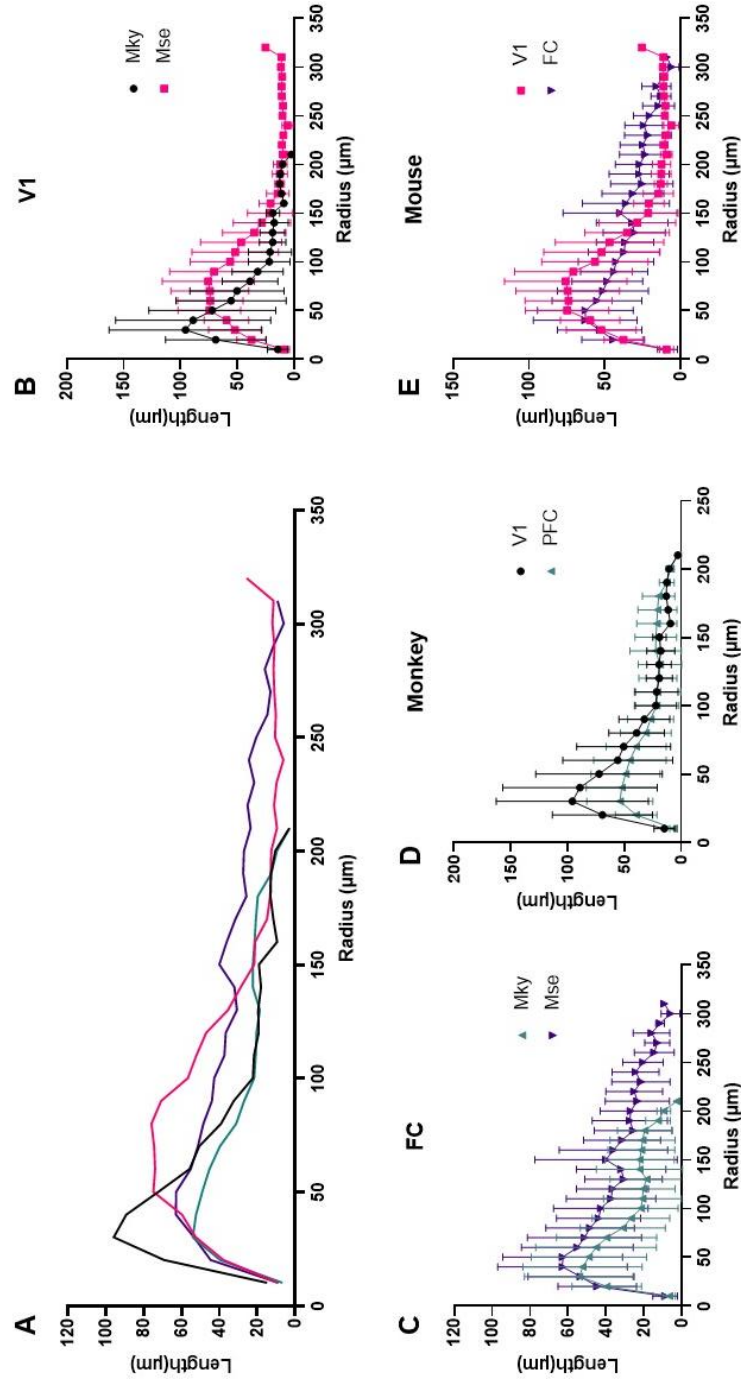 A
120
100
80
60
40
20
0
Length(µm)
0 50 100 150 200 250 300 350
Radius (µm)
B
V1
200
150
100
50
0
Length(µm)
Mky
Mse
0 50 100 150 200 250 300 350
Radius (µm)
C
FC
120
100
80
60
40
20
0
Length(µm)
Mky
Mse
0 50 100 150 200 250 300 350
Radius (µm)
D
Monkey
200
150
100
50
0
Length(µm)
V1
PFC
0 50 100 150 200 250
Radius (µm)
E
Mouse
200
150
100
50
0
Length(µm)
V1
FC
0 50 100 150 200 250 300 350
Radius (µm)